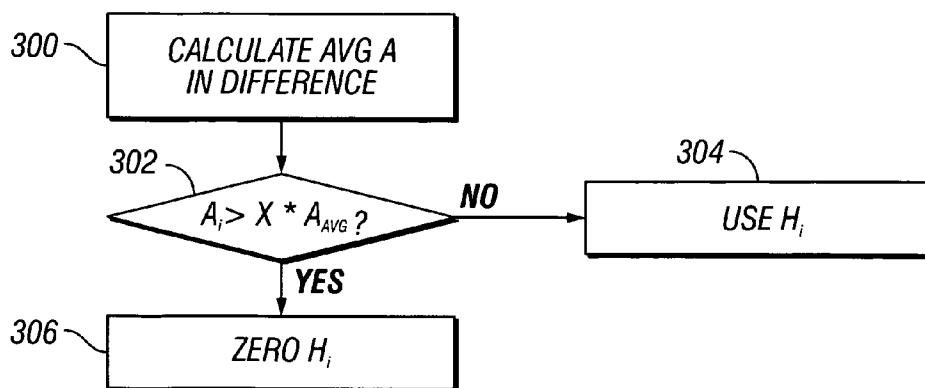 300
CALCULATE AVG A
IN DIFFERENCE
302
A_i > X * A_AVG ?
NO
304
USE H_i
YES
306
ZERO H_i